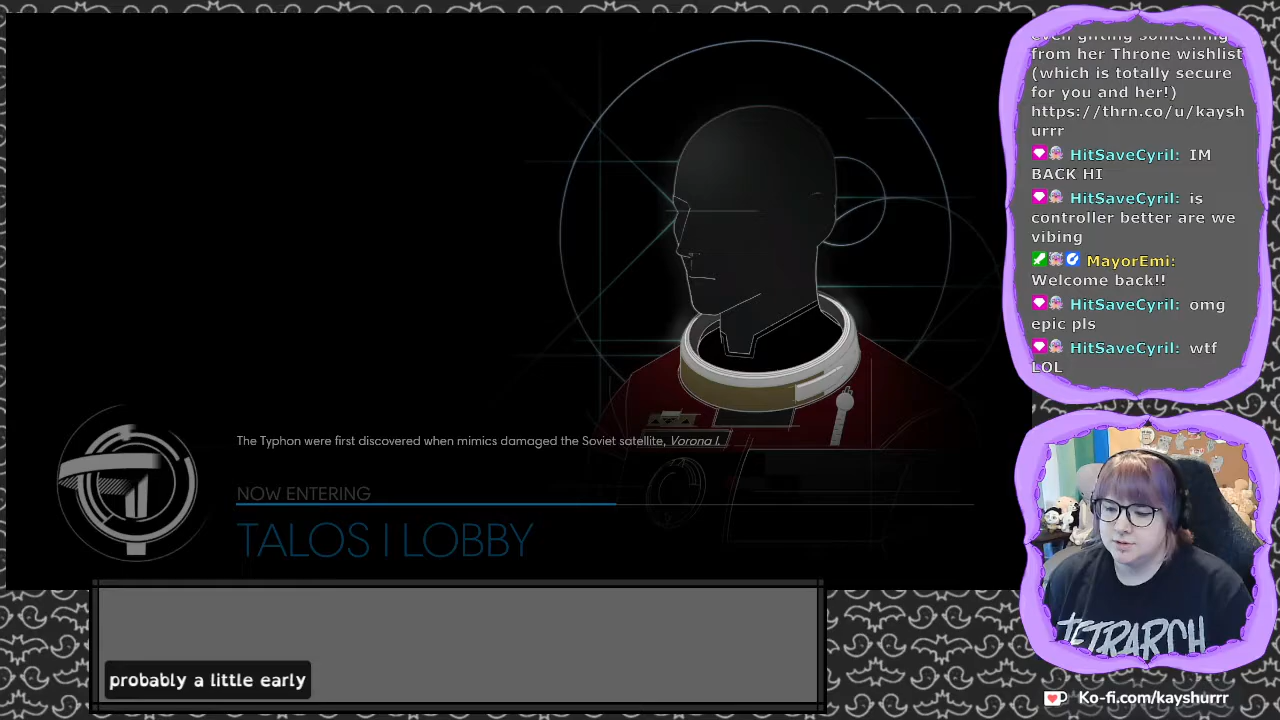 even gifting something
from her Throne wishlist
(which is totally secure
for you and her!)
https://thrn.co/u/kaysh
urrr
HitSaveCyril: IM
BACK HI
HitSaveCyril: is
controller better are we
vibing
MayorEmi:
Welcome back!!
HitSaveCyril: omg
epic pls
HitSaveCyril: wtf
LOL
The Typhon were first discovered when mimics damaged the Soviet satellite, Vorona I.
NOW ENTERING
TALOS I LOBBY
probably a little early
TETRARCH
Ko-fi.com/kayshurrr